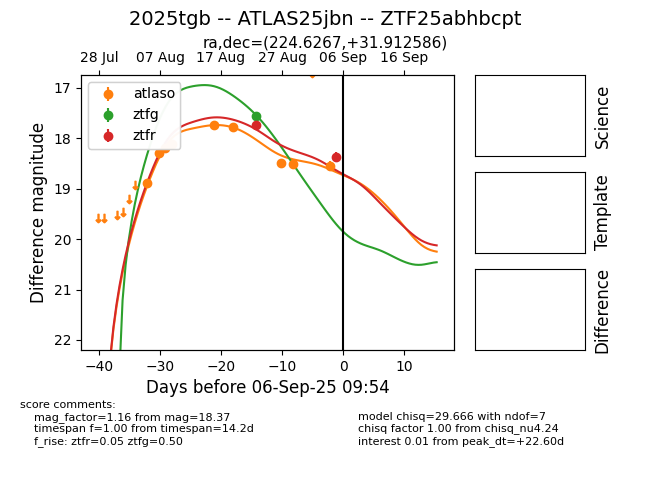 2025tgb -- ATLAS25jbn -- ZTF25abhbcpt
ra,dec=(224.6267,+31.912586)
28 Jul 07 Aug 17 Aug 27 Aug 06 Sep 16 Sep
atlaso
ztfg
ztfr
17
18
19
20
21
22
Difference magnitude
−40 −30 −20 −10 0 10
Days before 06-Sep-25 09:54
Science
Template
Difference
score comments:
mag_factor=1.16 from mag=18.37
timespan f=1.00 from timespan=14.2d
f_rise: ztfr=0.05 ztfg=0.50
model chisq=29.666 with ndof=7
chisq factor 1.00 from chisq_nu4.24
interest 0.01 from peak_dt=+22.60d